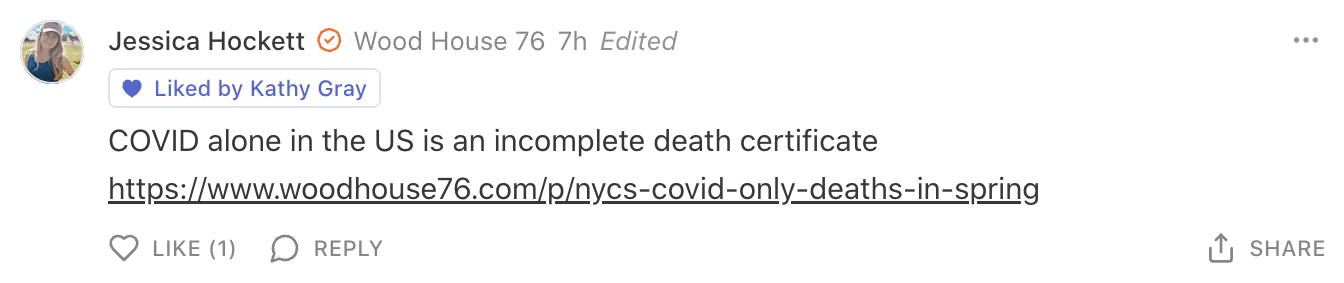 Jessica Hockett Wood House 76 7h Edited
Liked by Kathy Gray
COVID alone in the US is an incomplete death certificate
https://www.woodhouse76.com/p/nycs-covid-only-deaths-in-spring
LIKE (1) REPLY SHARE